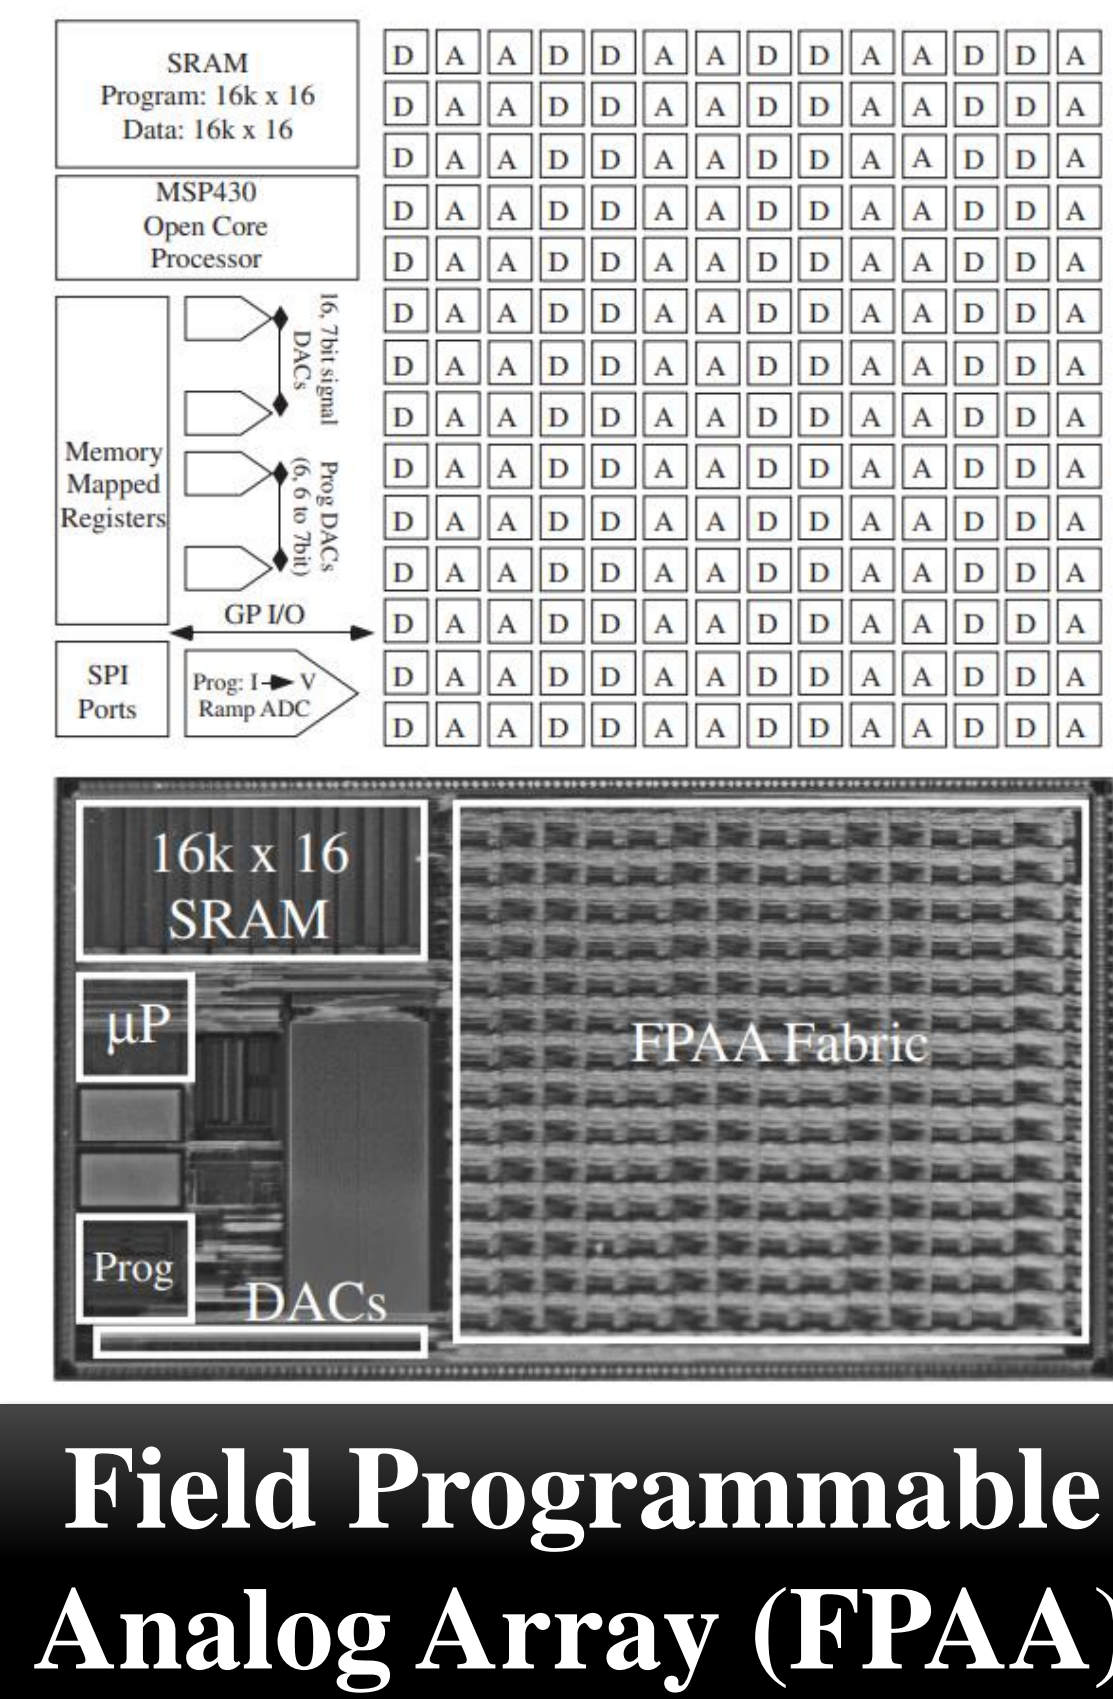 SRAM
Program: 16k x 16
Data: 16k x 16
MSP430
Open Core
Processor
Memory
Mapped
Registers
16, 7bit signal
DACs
Prog DACs
(6, 6 to 7bit)
GP I/O
SPI
Ports
Prog: I V
Ramp ADC
D A A D D A A D D A A D D A
D A A D D A A D D A A D D A
D A A D D A A D D A A D D A
D A A D D A A D D A A D D A
D A A D D A A D D A A D D A
D A A D D A A D D A A D D A
D A A D D A A D D A A D D A
D A A D D A A D D A A D D A
D A A D D A A D D A A D D A
D A A D D A A D D A A D D A
D A A D D A A D D A A D D A
D A A D D A A D D A A D D A
D A A D D A A D D A A D D A
D A A D D A A D D A A D D A
16k x 16
SRAM
μP
Prog
DACs
FPAA Fabric
Field Programmable
Analog Array (FPAA)